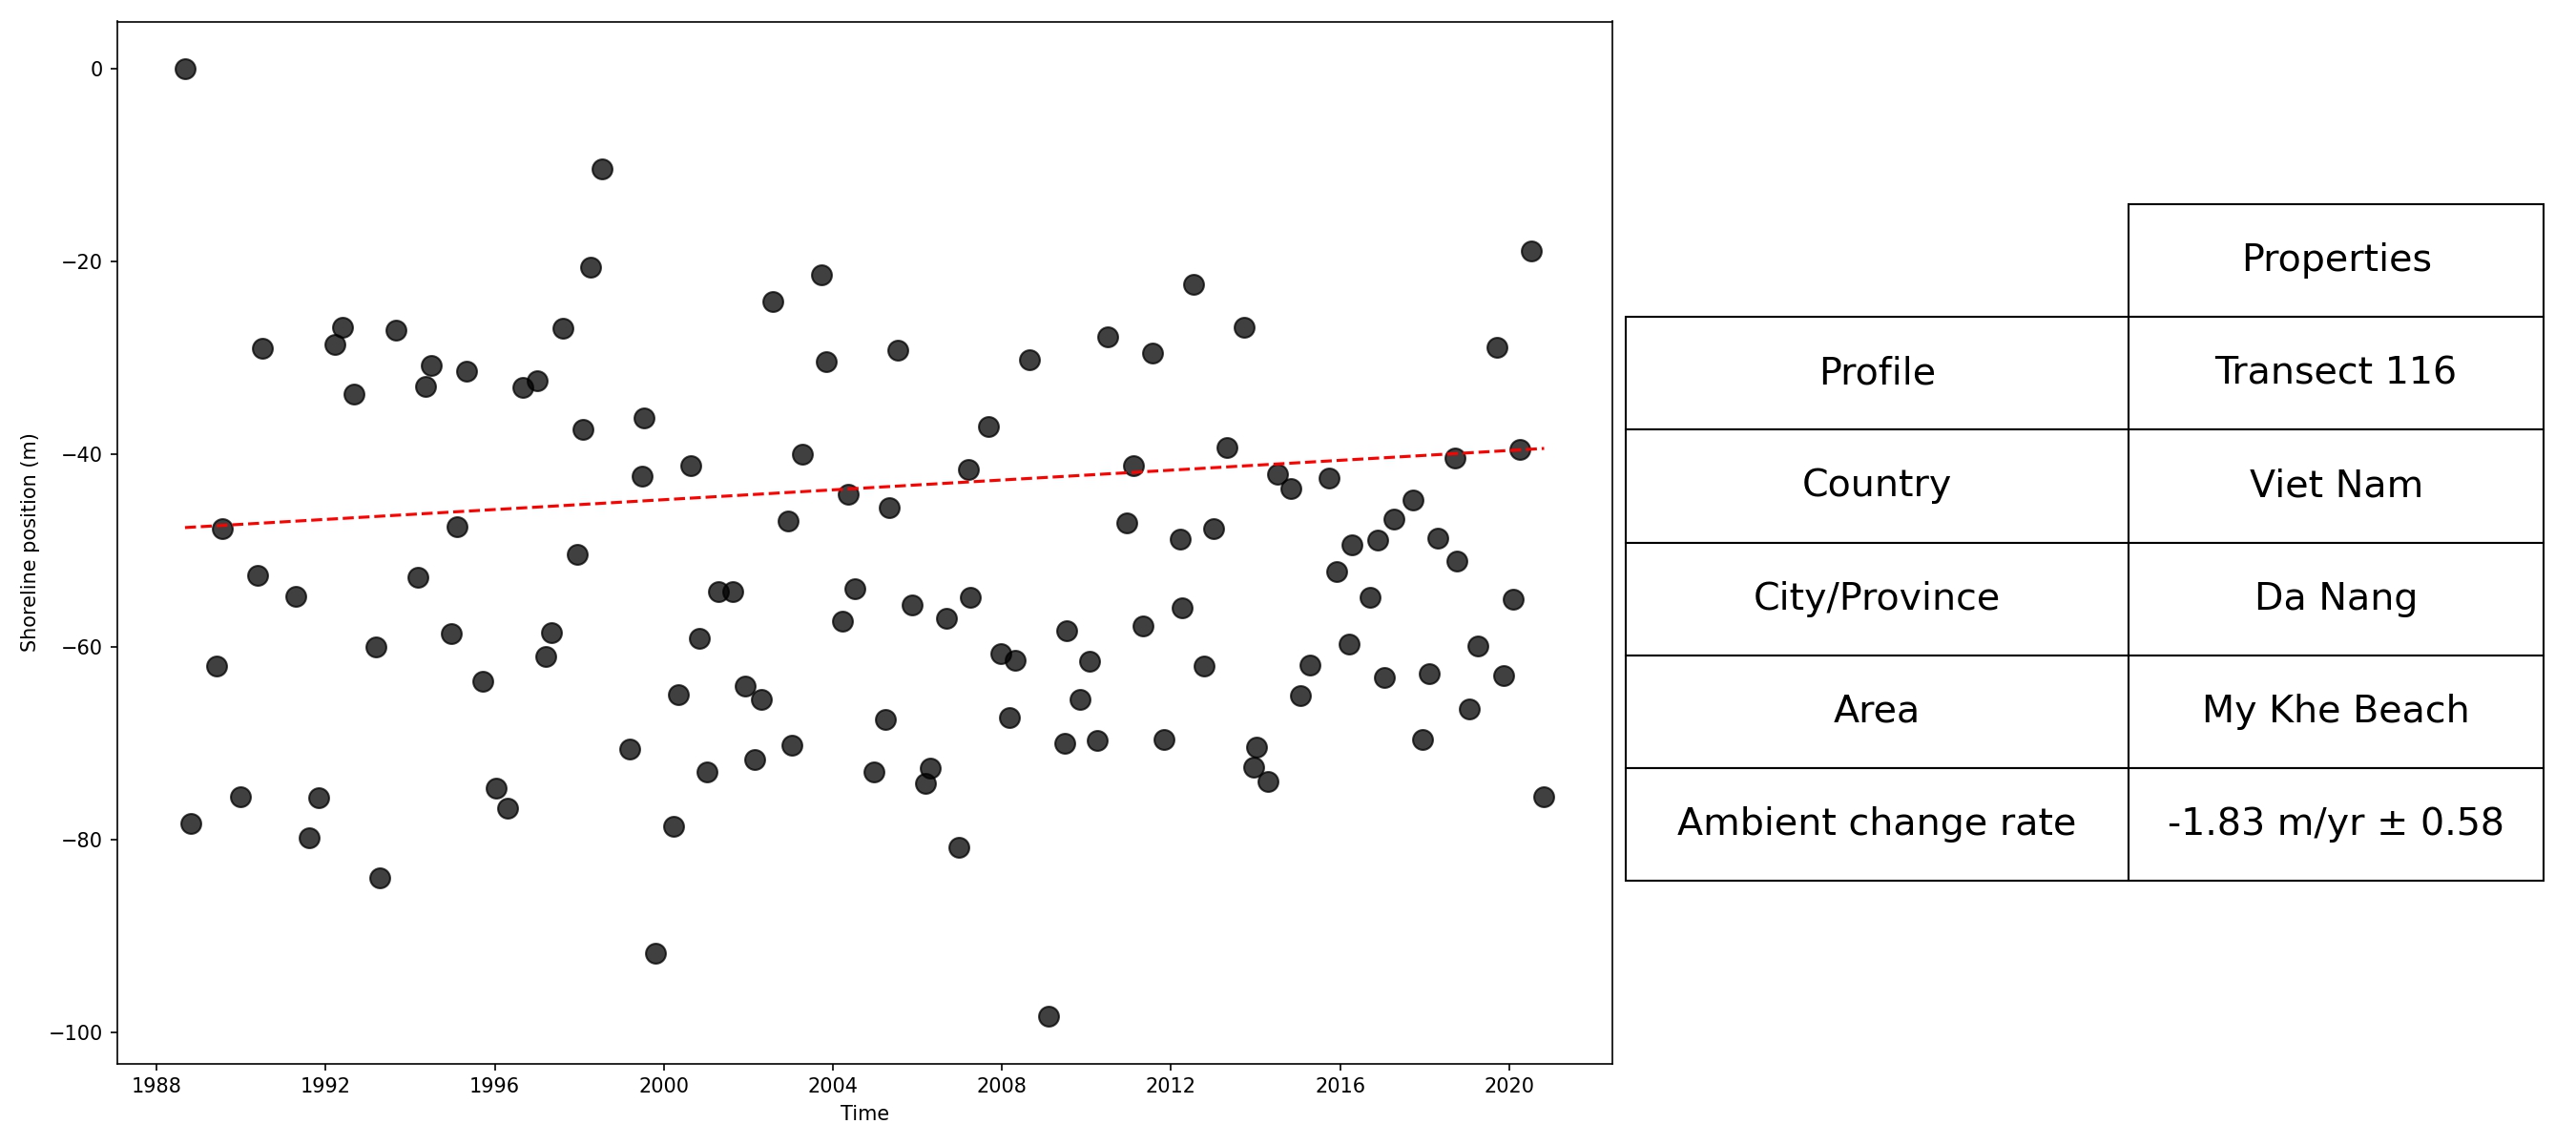 0
−20
−40
−60
−80
−100
Shoreline position (m)
1988 1992 1996 2000 2004 2008 2012 2016 2020
Time
Properties
Profile Transect 116
Country Viet Nam
City/Province Da Nang
Area My Khe Beach
Ambient change rate -1.83 m/yr ± 0.58